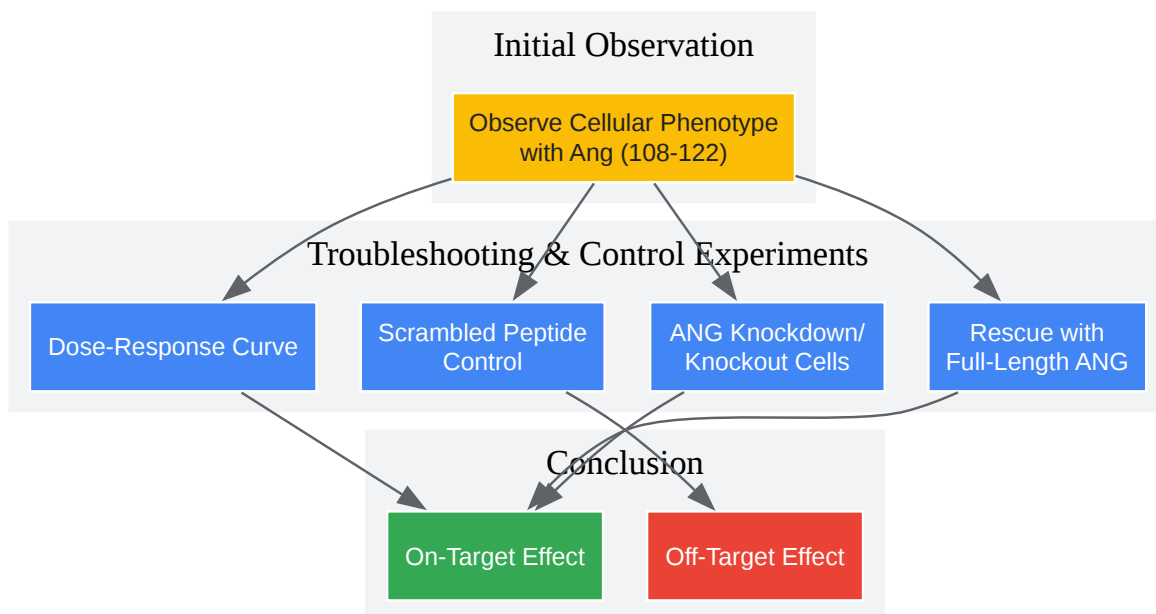 Initial Observation
Observe Cellular Phenotype
with Ang (108-122)
Troubleshooting & Control Experiments
Dose-Response Curve
Scrambled Peptide
Control
ANG Knockdown/
Knockout Cells
Rescue with
Full-Length ANG
Conclusion
On-Target Effect
Off-Target Effect